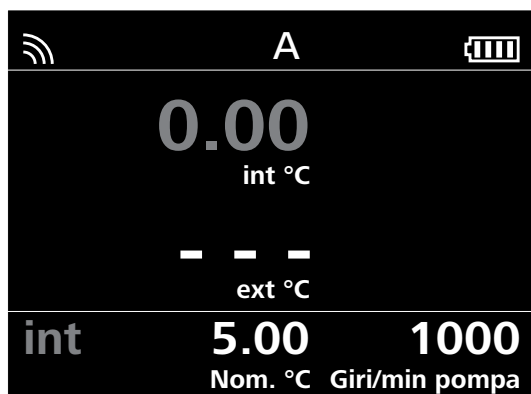 A
0.00
int °C
- - -
ext °C
int 5.00 1000
Nom. °C Giri/min pompa